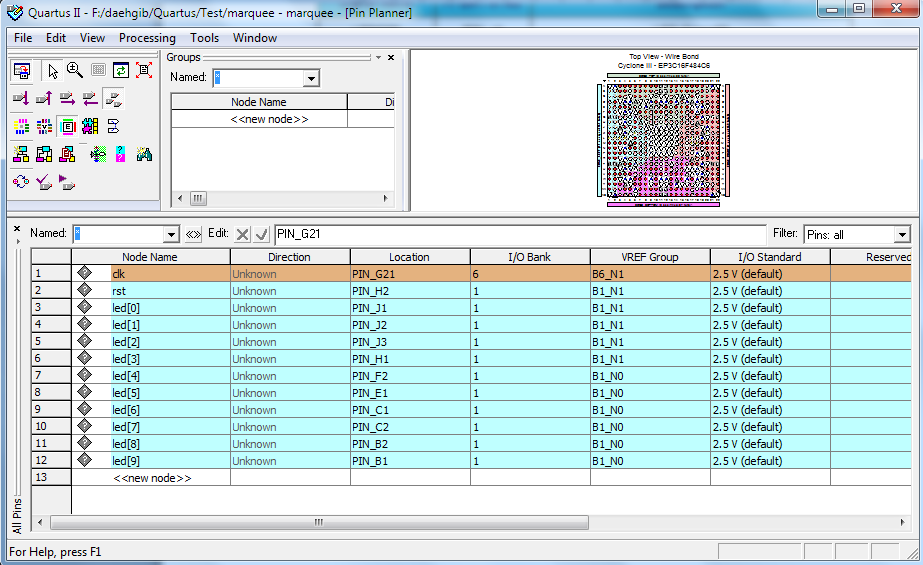 Quartus II - F:/daehgib/Quartus/Test/marquee - marquee - [Pin Planner]
File Edit View Processing Tools Window
Groups
Named: *
Node Name Di
<<new node>>
Top View - Wire Bond
Cyclone III - EP3C16F484C6
Named: * <<>> Edit: PIN_G21 Filter: Pins: all
Node Name Direction Location I/O Bank VREF Group I/O Standard Reserved
1 clk Unknown PIN_G21 6 B6_N1 2.5 V (default)
2 rst Unknown PIN_H2 1 B1_N1 2.5 V (default)
3 led[0] Unknown PIN_J1 1 B1_N1 2.5 V (default)
4 led[1] Unknown PIN_J2 1 B1_N1 2.5 V (default)
5 led[2] Unknown PIN_J3 1 B1_N1 2.5 V (default)
6 led[3] Unknown PIN_H1 1 B1_N1 2.5 V (default)
7 led[4] Unknown PIN_F2 1 B1_N0 2.5 V (default)
8 led[5] Unknown PIN_E1 1 B1_N0 2.5 V (default)
9 led[6] Unknown PIN_C1 1 B1_N0 2.5 V (default)
10 led[7] Unknown PIN_C2 1 B1_N0 2.5 V (default)
11 led[8] Unknown PIN_B2 1 B1_N0 2.5 V (default)
12 led[9] Unknown PIN_B1 1 B1_N0 2.5 V (default)
13 <<new node>>
All Pins
For Help, press F1